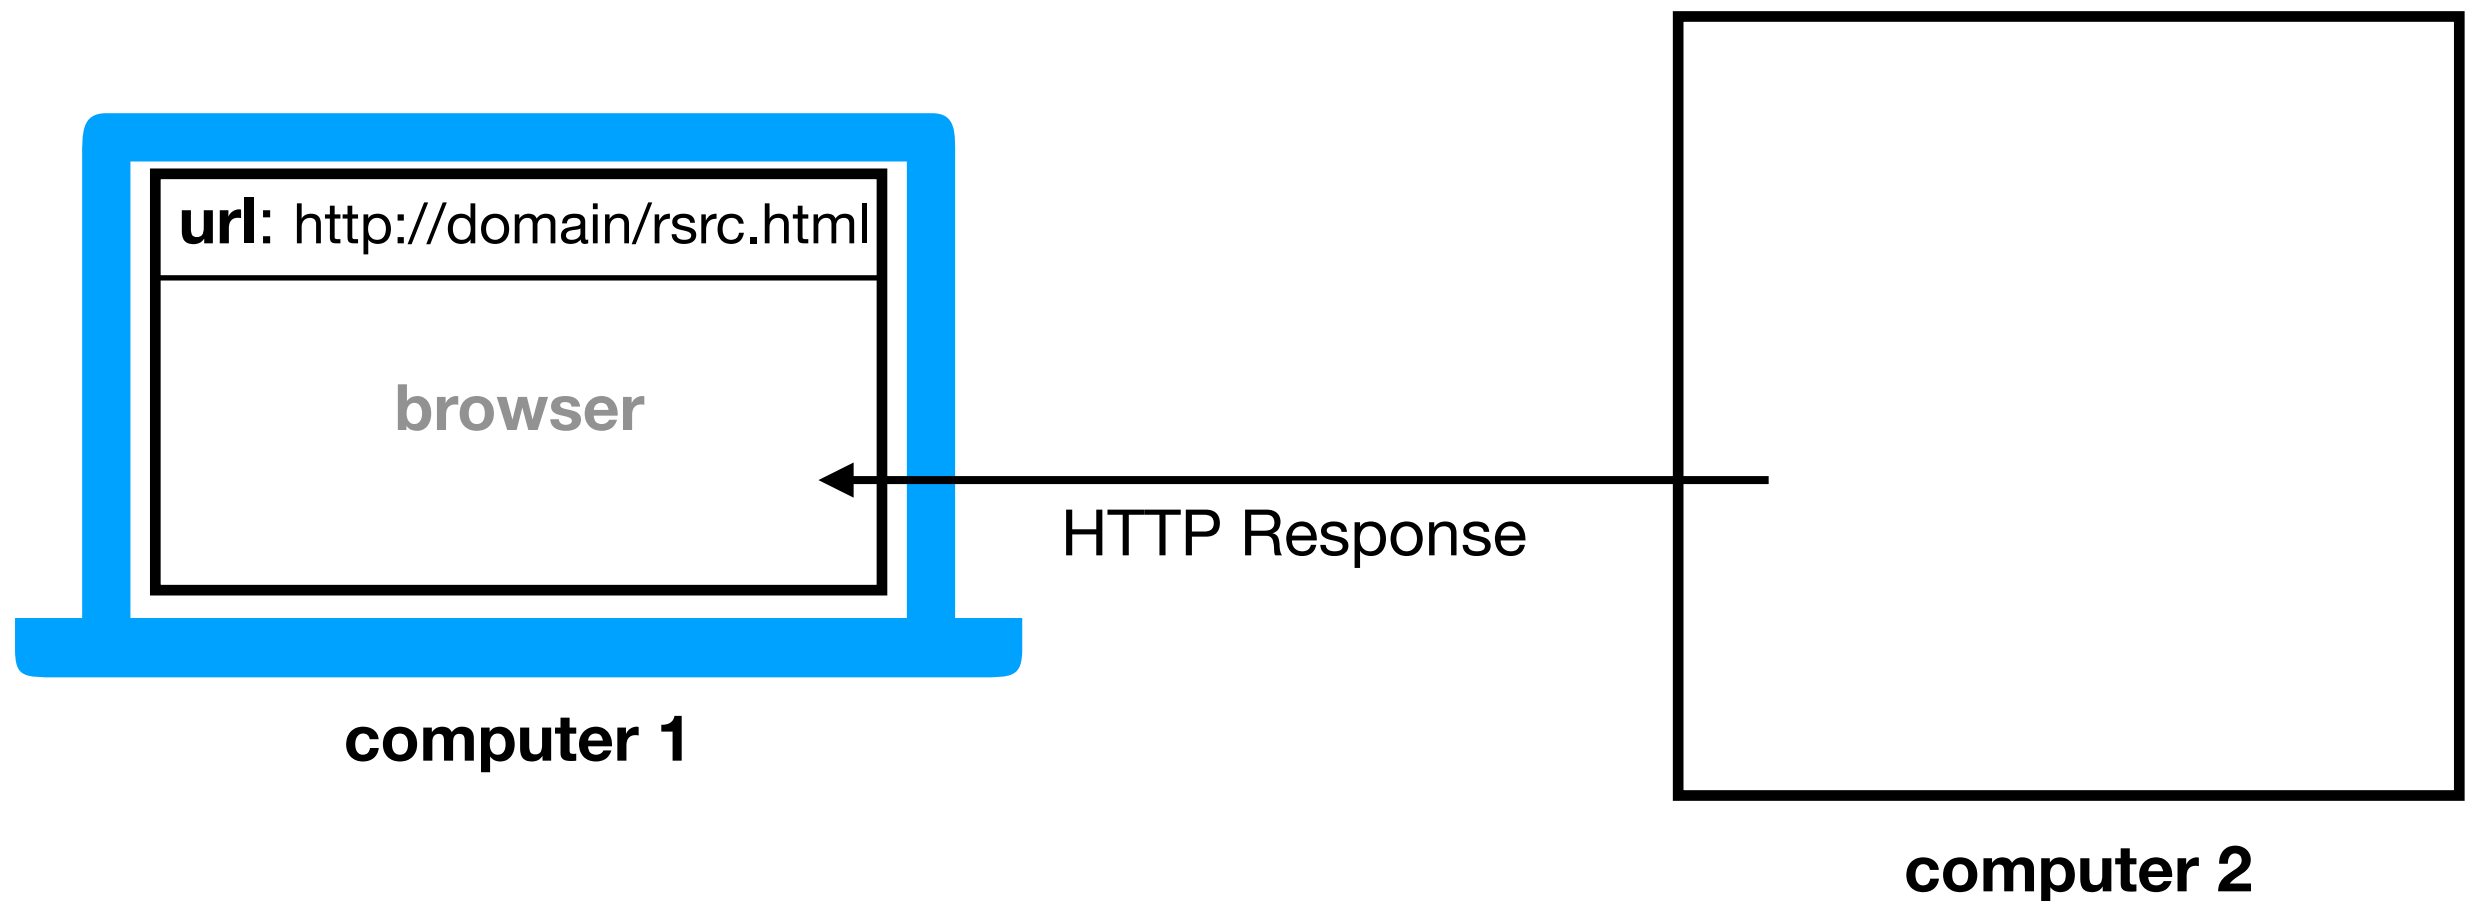 url: http://domain/rsrc.html
browser
HTTP Response
computer 1
computer 2